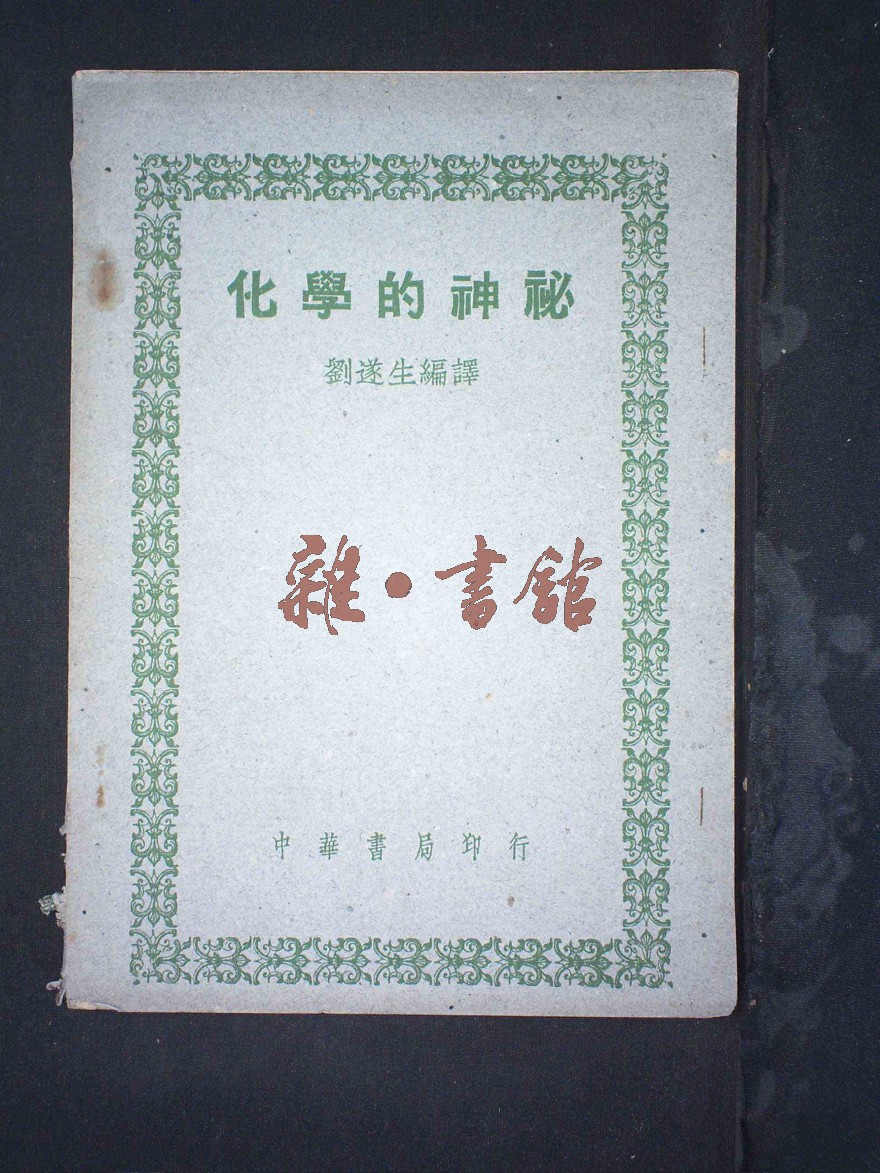 化學的神祕
劉遂生編譯
雜·書館
中華書局印行